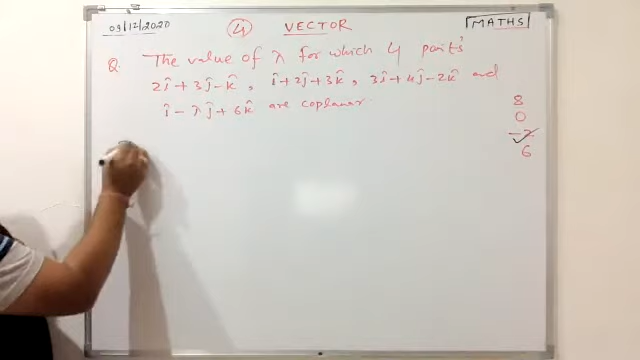 03/12/2020 4 VECTOR MATHS
Q The value of λ for which 4 points
2î+3ĵ-k̂, î+2ĵ+3k̂, 3î+4ĵ-2k̂ and
î-λĵ+6k̂ are coplanar.
8
0
-2
6